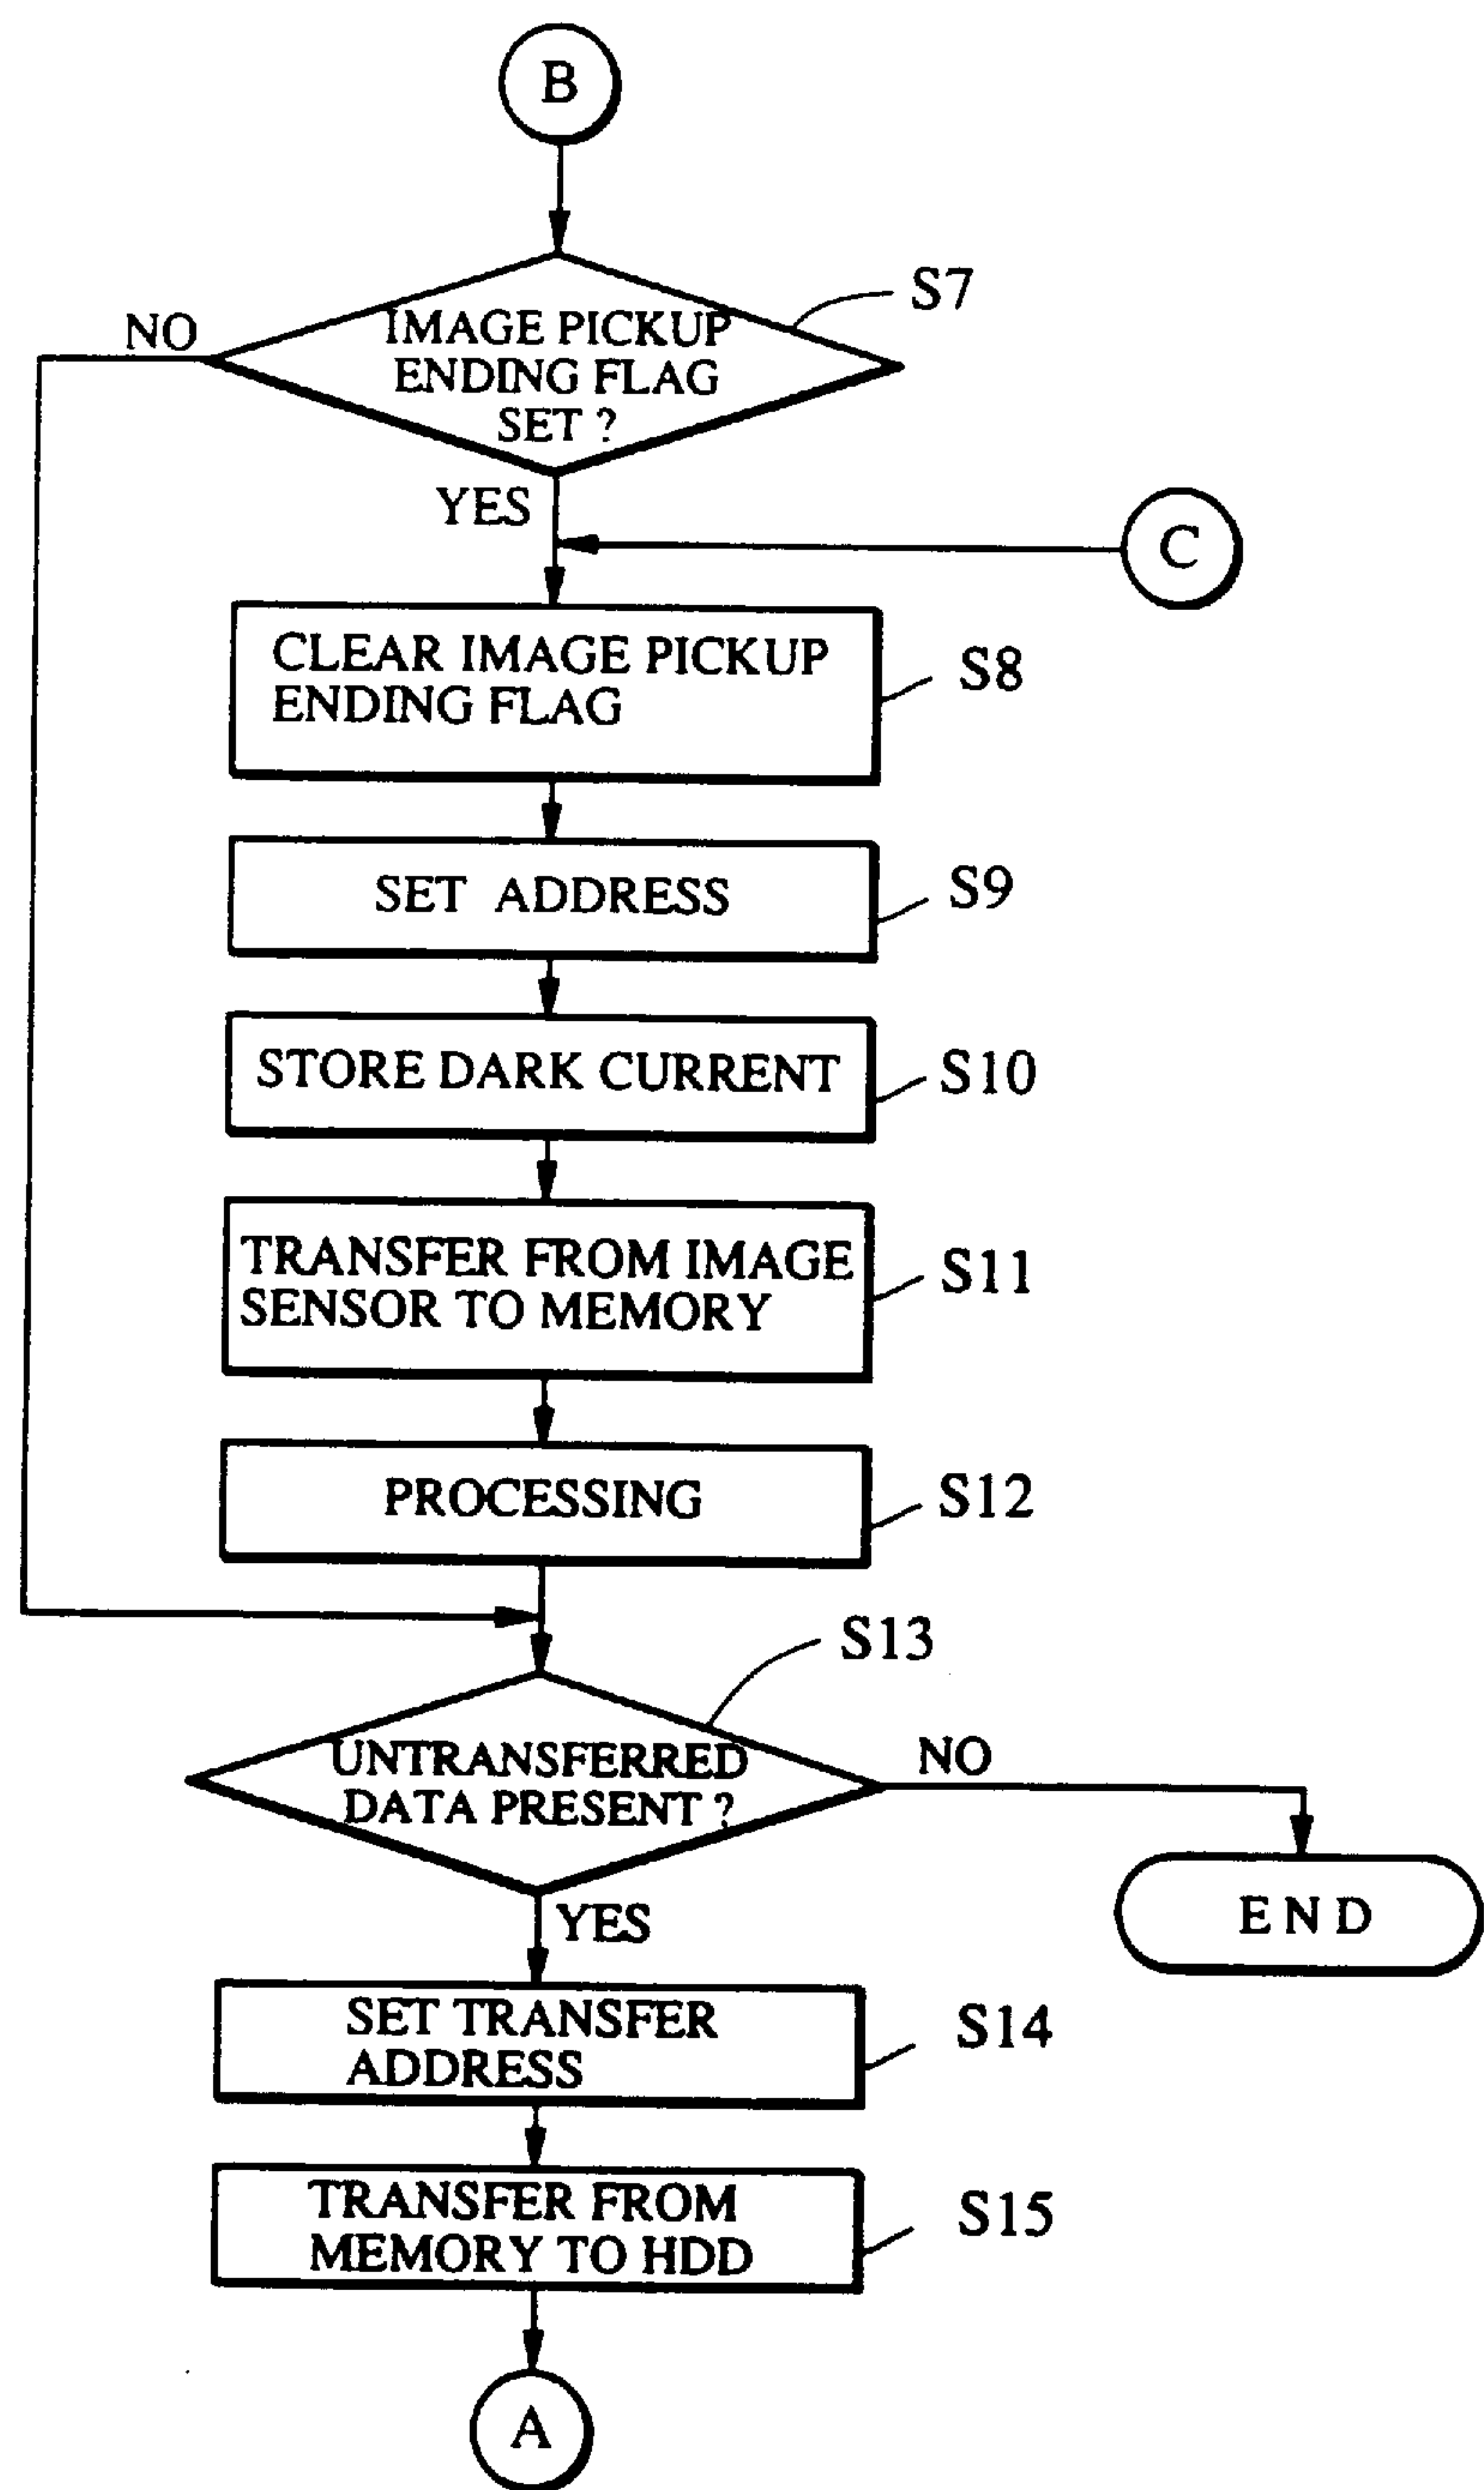 B
S7
NO
IMAGE PICKUP
ENDING FLAG
SET ?
YES
C
CLEAR IMAGE PICKUP
ENDING FLAG
S8
SET ADDRESS
S9
STORE DARK CURRENT
S10
TRANSFER FROM IMAGE
SENSOR TO MEMORY
S11
PROCESSING
S12
S13
UNTRANSFERRED
DATA PRESENT ?
NO
END
YES
SET TRANSFER
ADDRESS
S14
TRANSFER FROM
MEMORY TO HDD
S15
A